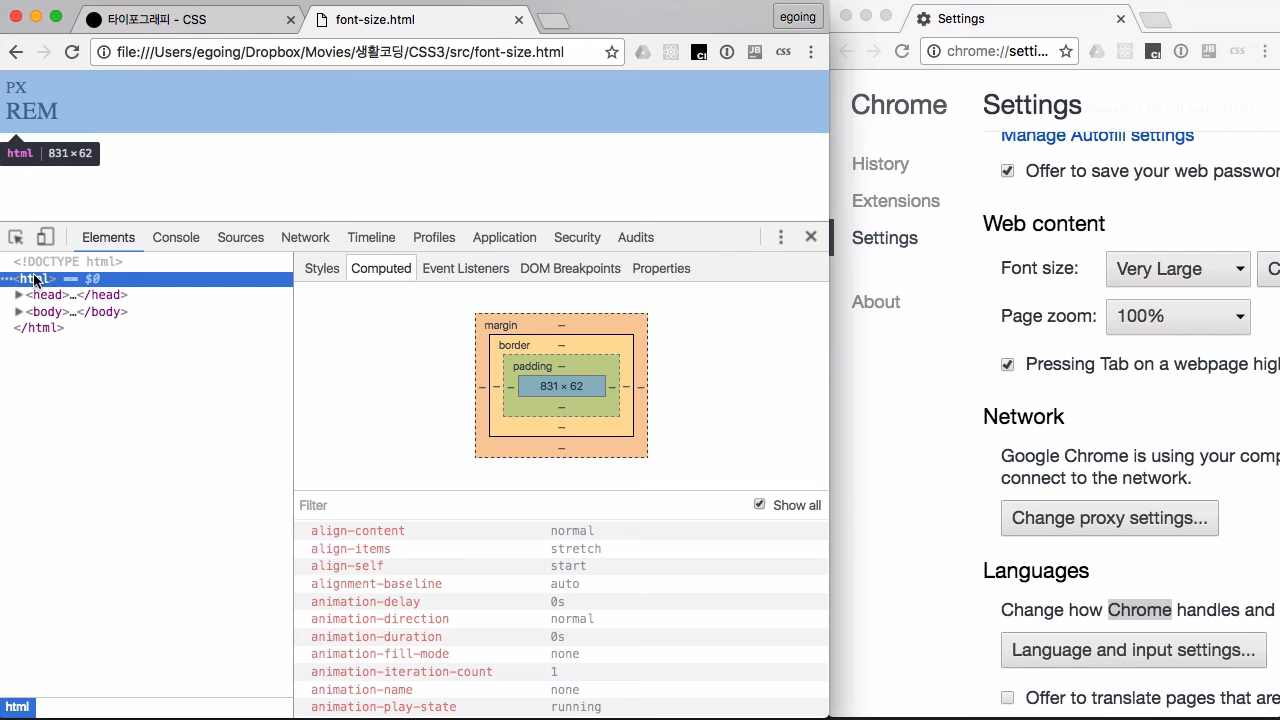 타이포그래피 - CSS
font-size.html
egoing
file:///Users/egoing/Dropbox/Movies/생활코딩/CSS3/src/font-size.html
JB
css
PX
REM
html 831×62
Elements Console Sources Network Timeline Profiles Application Security Audits
<!DOCTYPE html>
…<html> == $0
<head>…</head>
<body>…</body>
</html>
html
Styles Computed Event Listeners DOM Breakpoints Properties
margin –
border –
padding –
– – – 831 × 62 – – –
–
–
–
Filter
Show all
align-content normal
align-items stretch
align-self start
alignment-baseline auto
animation-delay 0s
animation-direction normal
animation-duration 0s
animation-fill-mode none
animation-iteration-count 1
animation-name none
animation-play-state running
Settings
chrome://setti...
JB
css
Chrome
History
Extensions
Settings
About
Settings
Manage Autofill settings
Offer to save your web passwor
Web content
Font size: Very Large C
Page zoom: 100%
Pressing Tab on a webpage hig
Network
Google Chrome is using your comp
connect to the network.
Change proxy settings...
Languages
Change how Chrome handles and
Language and input settings...
Offer to translate pages that are